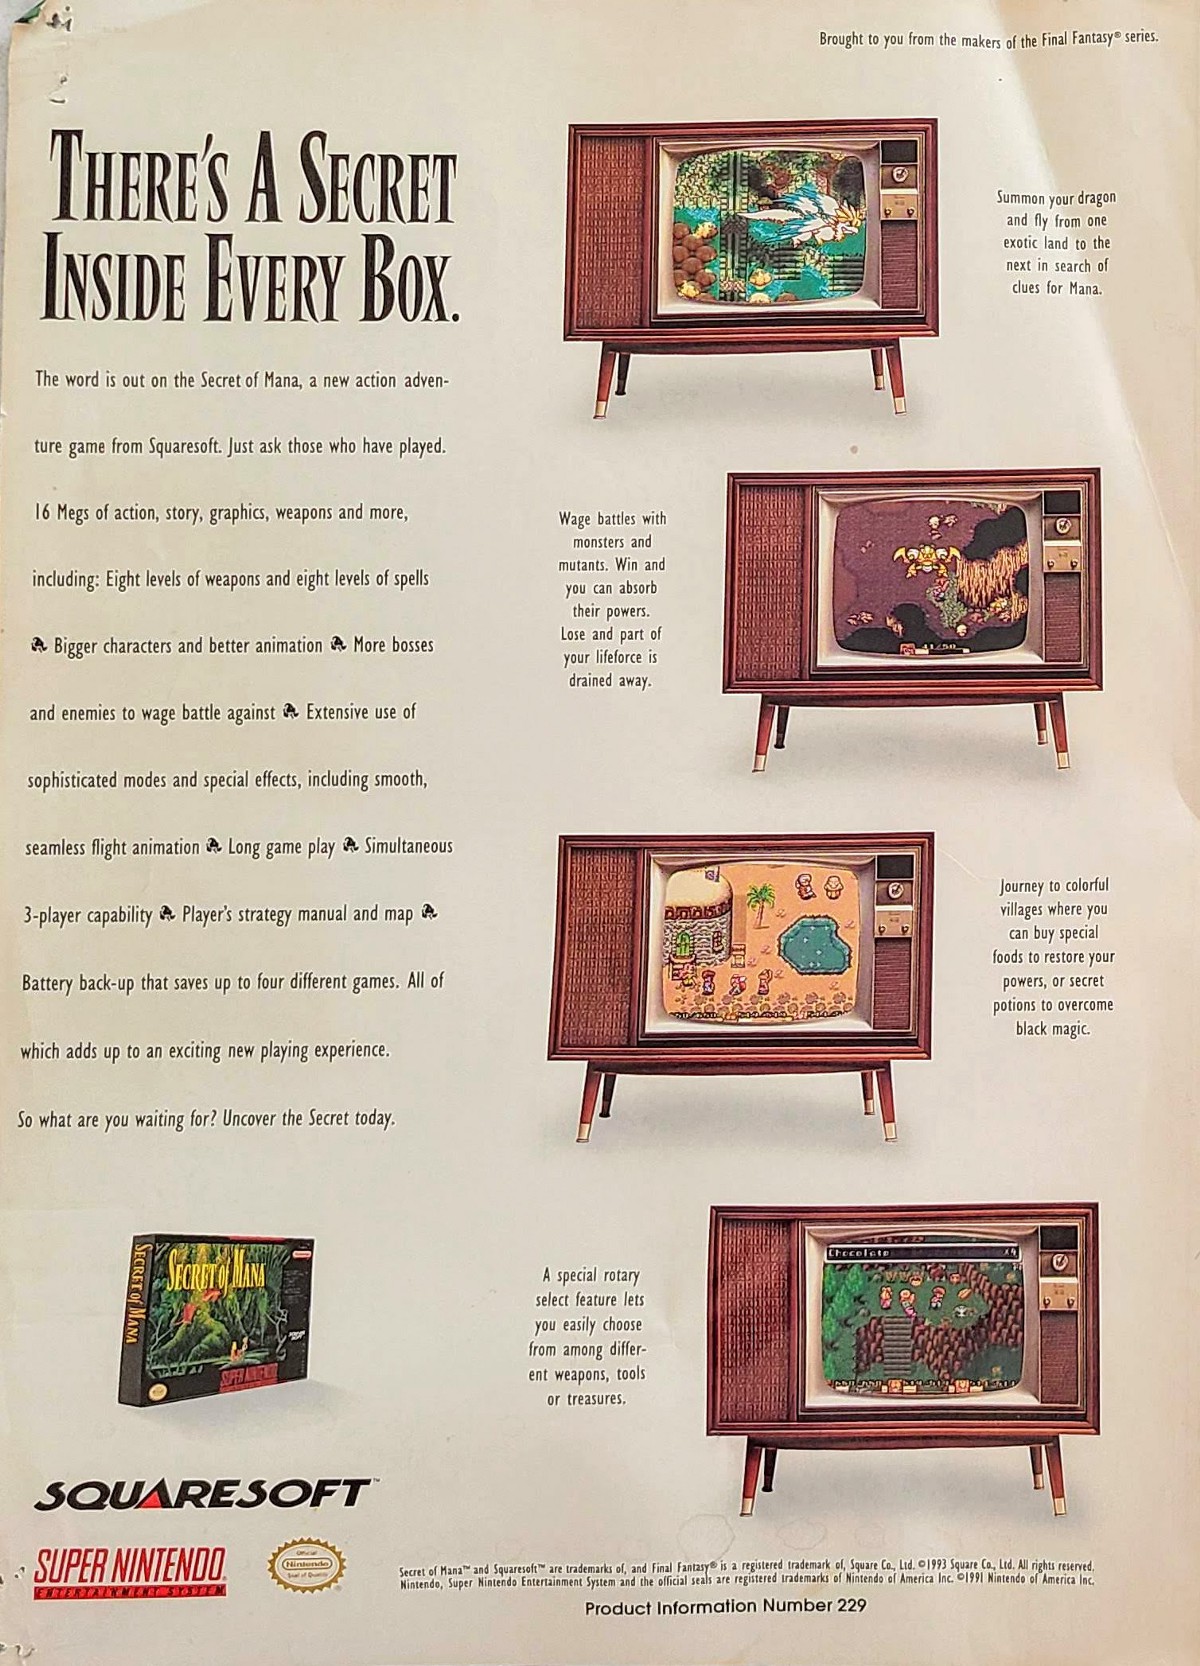 Brought to you from the makers of the Final Fantasy® series.
THERE'S A SECRET
INSIDE EVERY BOX.
The word is out on the Secret of Mana, a new action adven-
ture game from Squaresoft. Just ask those who have played.
16 Megs of action, story, graphics, weapons and more,
including: Eight levels of weapons and eight levels of spells
Bigger characters and better animation More bosses
and enemies to wage battle against Extensive use of
sophisticated modes and special effects, including smooth,
seamless flight animation Long game play Simultaneous
3-player capability Player's strategy manual and map
Battery back-up that saves up to four different games. All of
which adds up to an exciting new playing experience.
So what are you waiting for? Uncover the Secret today.
Summon your dragon
and fly from one
exotic land to the
next in search of
clues for Mana.
Wage battles with
monsters and
mutants. Win and
you can absorb
their powers.
Lose and part of
your lifeforce is
drained away.
Journey to colorful
villages where you
can buy special
foods to restore your
powers, or secret
potions to overcome
black magic.
A special rotary
select feature lets
you easily choose
from among differ-
ent weapons, tools
or treasures.
Chocolate x4
SECRET of MANA
SECRET of MANA
SUPER NINTENDO
SQUARESOFT™
SUPER NINTENDO
ENTERTAINMENT SYSTEM
Official
Nintendo
Seal of Quality
Secret of Mana™ and Squaresoft™ are trademarks of, and Final Fantasy® is a registered trademark of, Square Co., Ltd. ©1993 Square Co., Ltd. All rights reserved.
Nintendo, Super Nintendo Entertainment System and the official seals are registered trademarks of Nintendo of America Inc. ©1991 Nintendo of America Inc.
Product Information Number 229